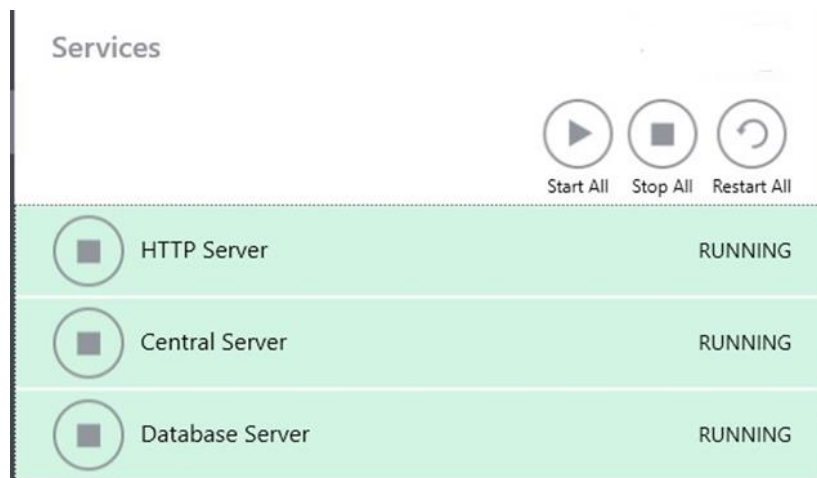 Services
Start All Stop All Restart All
HTTP Server RUNNING
Central Server RUNNING
Database Server RUNNING